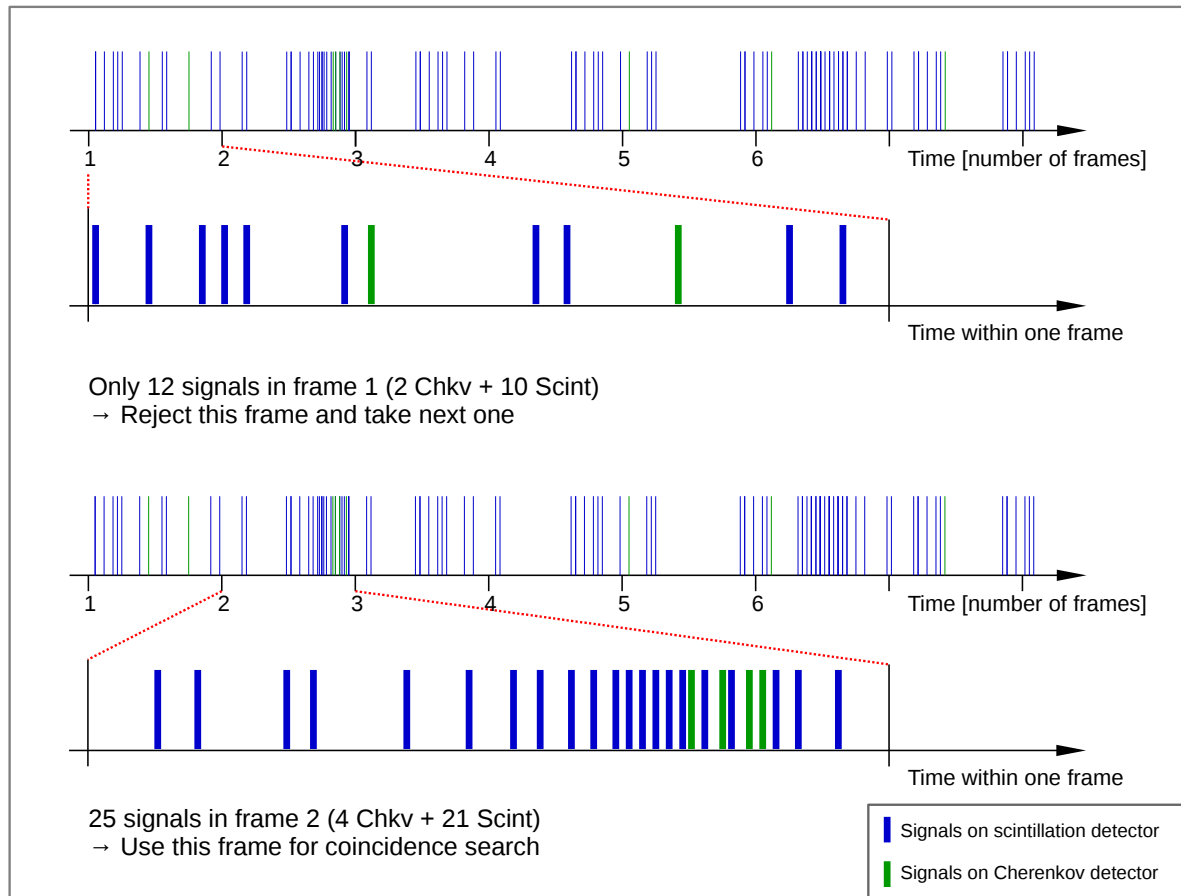 1 2 3 4 5 6 Time [number of frames]
Time within one frame
Only 12 signals in frame 1 (2 Chkv + 10 Scint)
→ Reject this frame and take next one
1 2 3 4 5 6 Time [number of frames]
Time within one frame
25 signals in frame 2 (4 Chkv + 21 Scint)
→ Use this frame for coincidence search
Signals on scintillation detector
Signals on Cherenkov detector